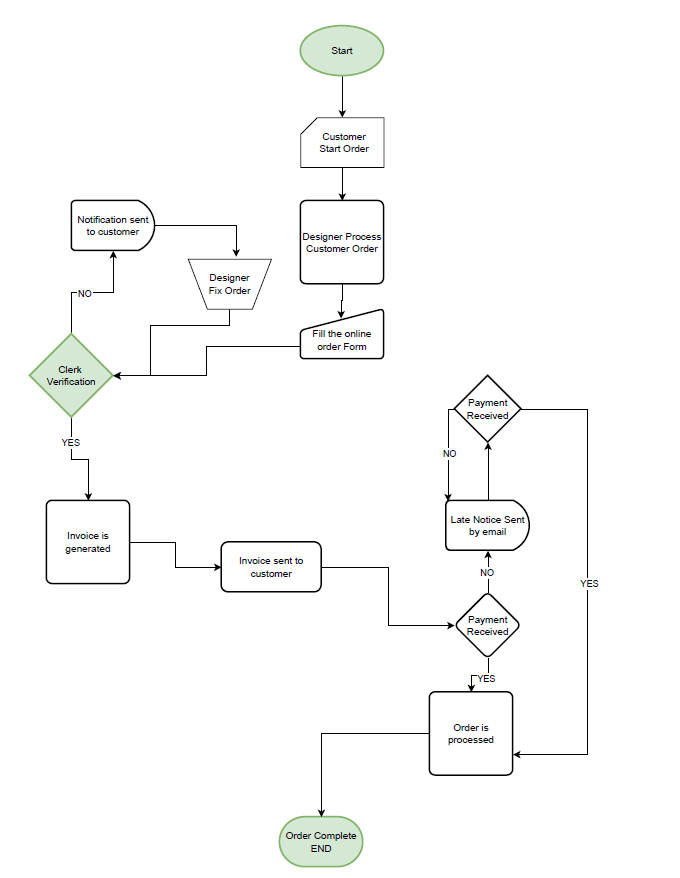 Start
Customer
Start Order
Notification sent
to customer
Designer Process
Customer Order
Designer
Fix Order
NO
Fill the online
order Form
Clerk
Verification
Payment
Received
YES
NO
Late Notice Sent
by email
Invoice is
generated
Invoice sent to
customer
NO
YES
Payment
Received
YES
Order is
processed
Order Complete
END